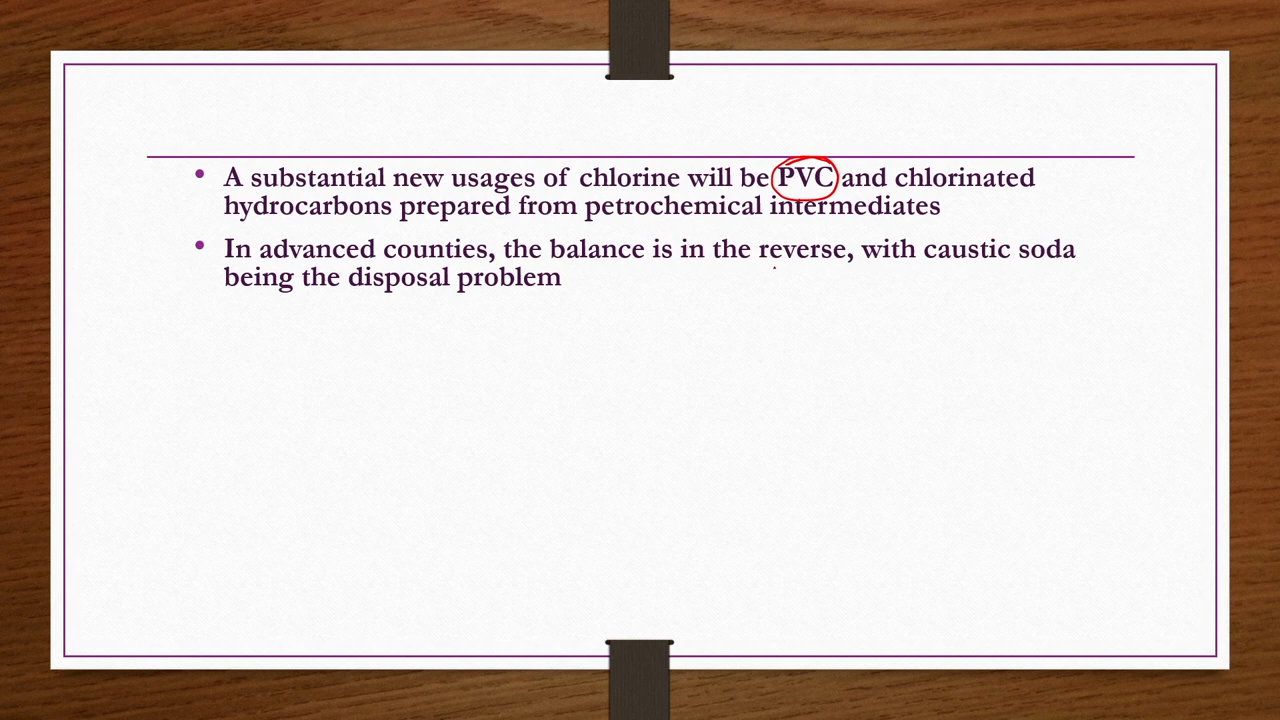 • A substantial new usages of chlorine will be PVC and chlorinated
hydrocarbons prepared from petrochemical intermediates
• In advanced counties, the balance is in the reverse, with caustic soda
being the disposal problem